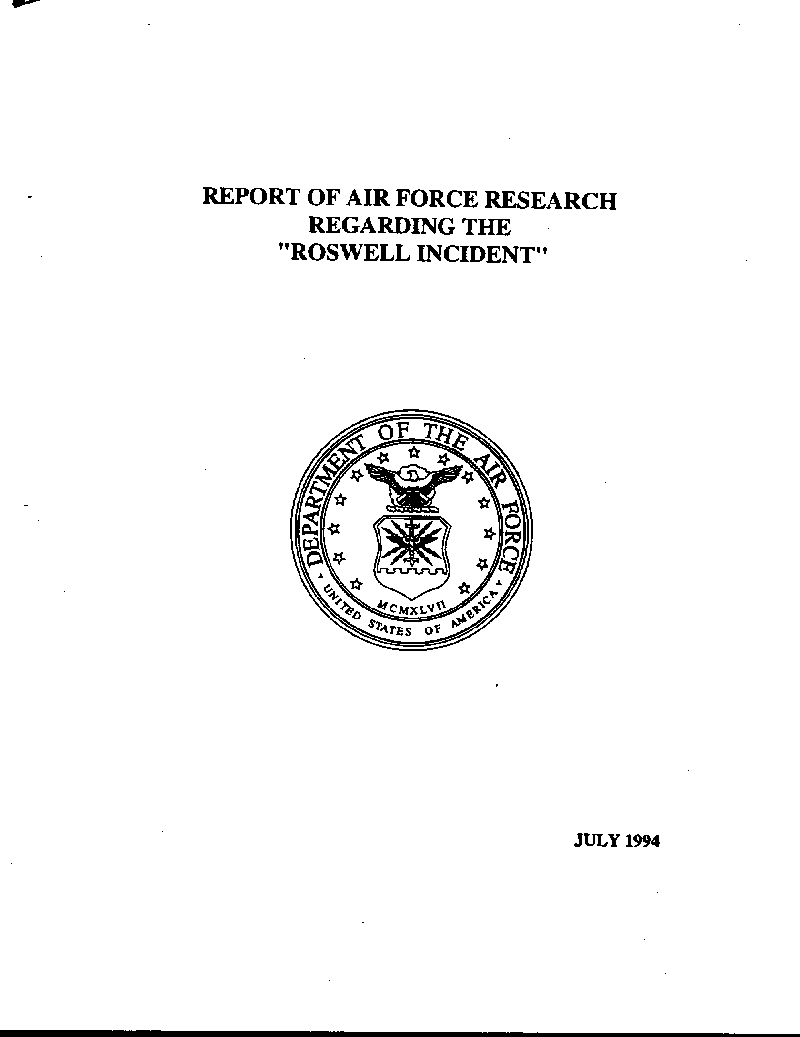 REPORT OF AIR FORCE RESEARCH
REGARDING THE
"ROSWELL INCIDENT"
DEPARTMENT OF THE AIR FORCE
MCMXLVII
UNITED STATES OF AMERICA
JULY 1994